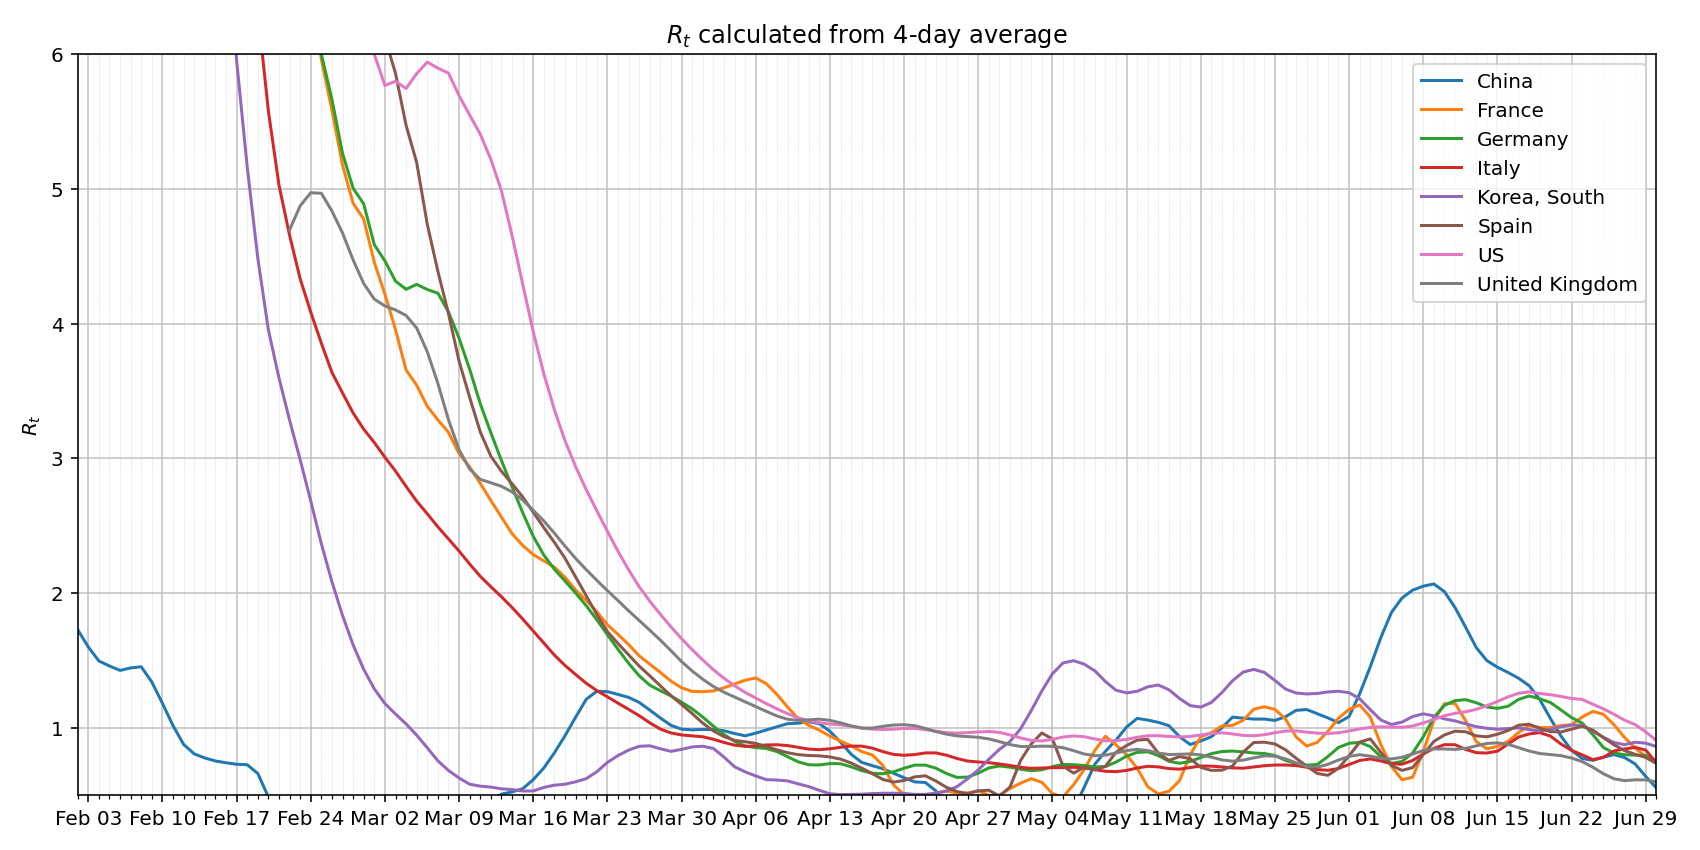 R_t calculated from 4-day average
6
5
4
3
2
1
R_t
China
France
Germany
Italy
Korea, South
Spain
US
United Kingdom
Feb 03 Feb 10 Feb 17 Feb 24 Mar 02 Mar 09 Mar 16 Mar 23 Mar 30 Apr 06 Apr 13 Apr 20 Apr 27 May 04 May 11 May 18 May 25 Jun 01 Jun 08 Jun 15 Jun 22 Jun 29